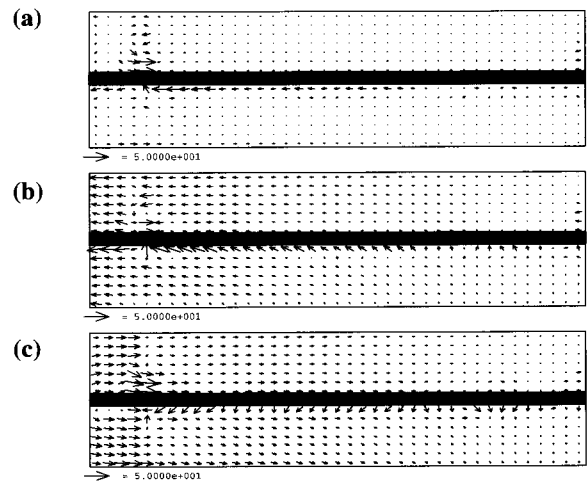 (a)
= 5.0000e+001
(b)
= 5.0000e+001
(c)
= 5.0000e+001